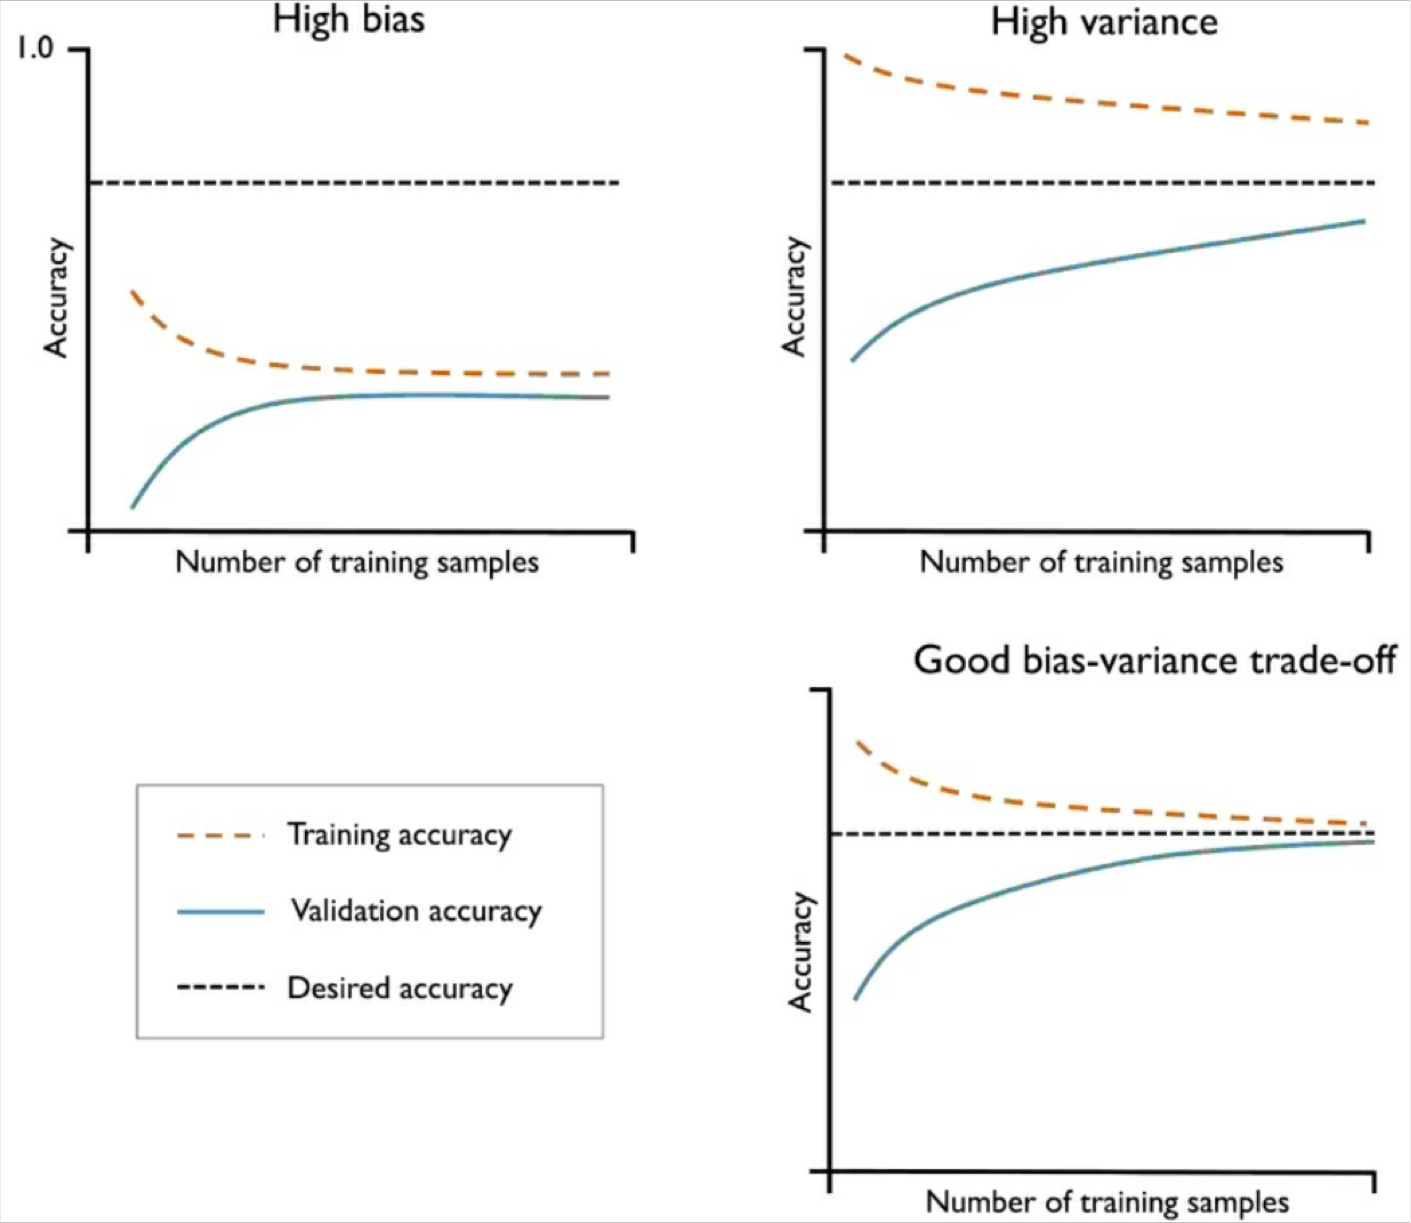 High bias
1.0
Accuracy
Number of training samples
High variance
Accuracy
Number of training samples
Training accuracy
Validation accuracy
Desired accuracy
Good bias-variance trade-off
Accuracy
Number of training samples